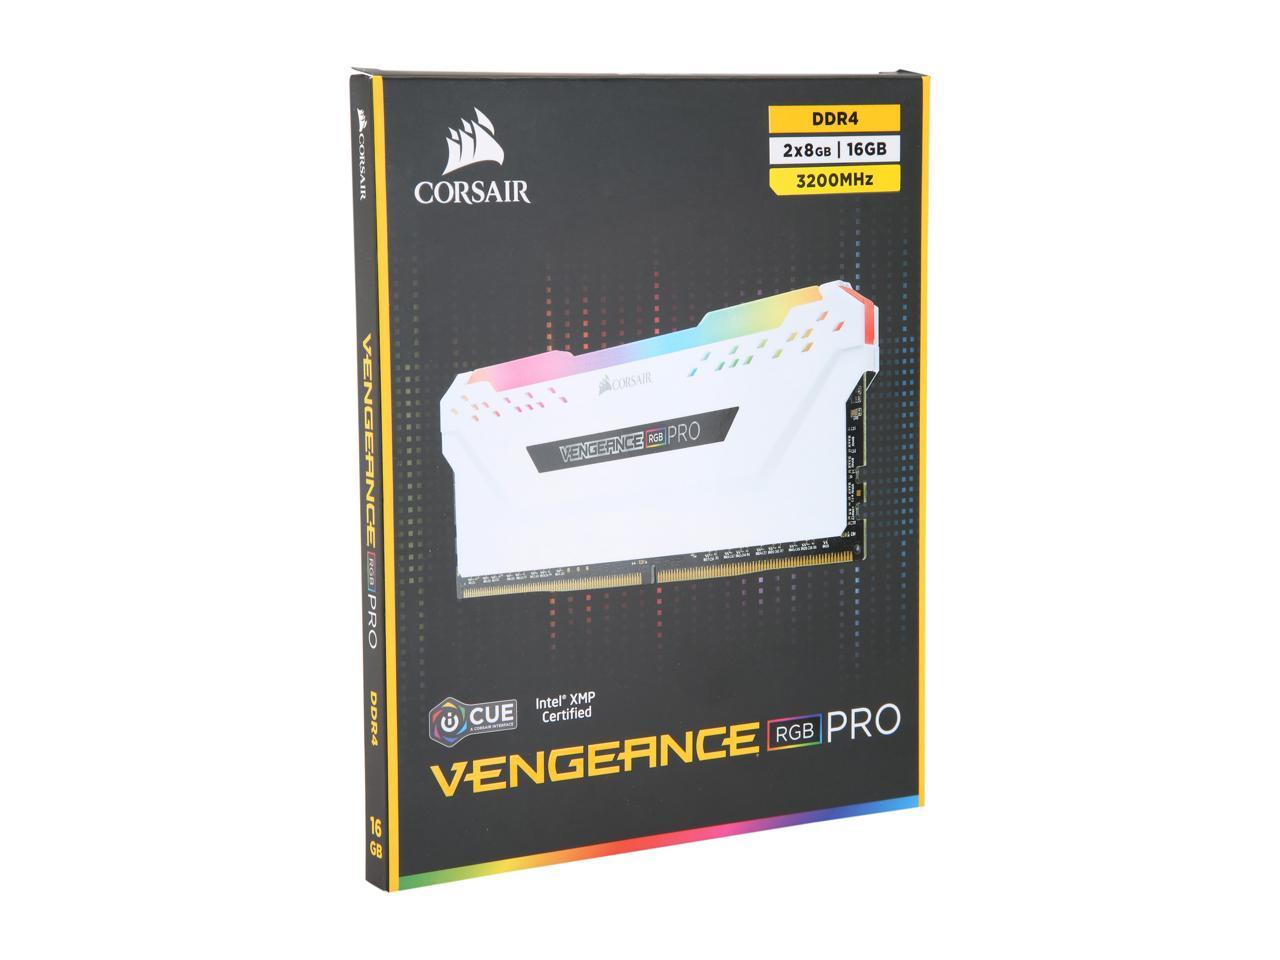 CORSAIR
DDR4
2x8GB | 16GB
3200MHz
CORSAIR
VENGEANCE RGB PRO
CUE
A CORSAIR INTERFACE
Intel® XMP
Certified
VENGEANCE RGB PRO
CORSAIR
VENGEANCE RGB PRO
DDR4
16
GB